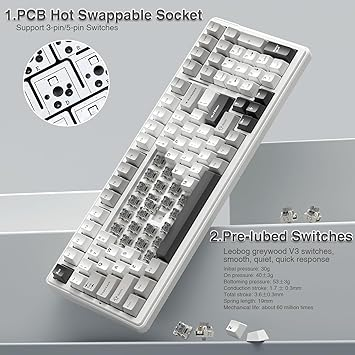 1.PCB Hot Swappable Socket
Support 3-pin/5-pin Switches
2.Pre-lubed Switches
Leobog greywood V3 switches,
smooth, quiet, quick response
Initial pressure: 30g
On pressure: 40±3g
Bottoming pressure: 53±3g
Conduction stroke: 1.7 ± 0.3mm
Total stroke: 3.6±0.3mm
Spring length: 19mm
Mechanical life: about 60 million times